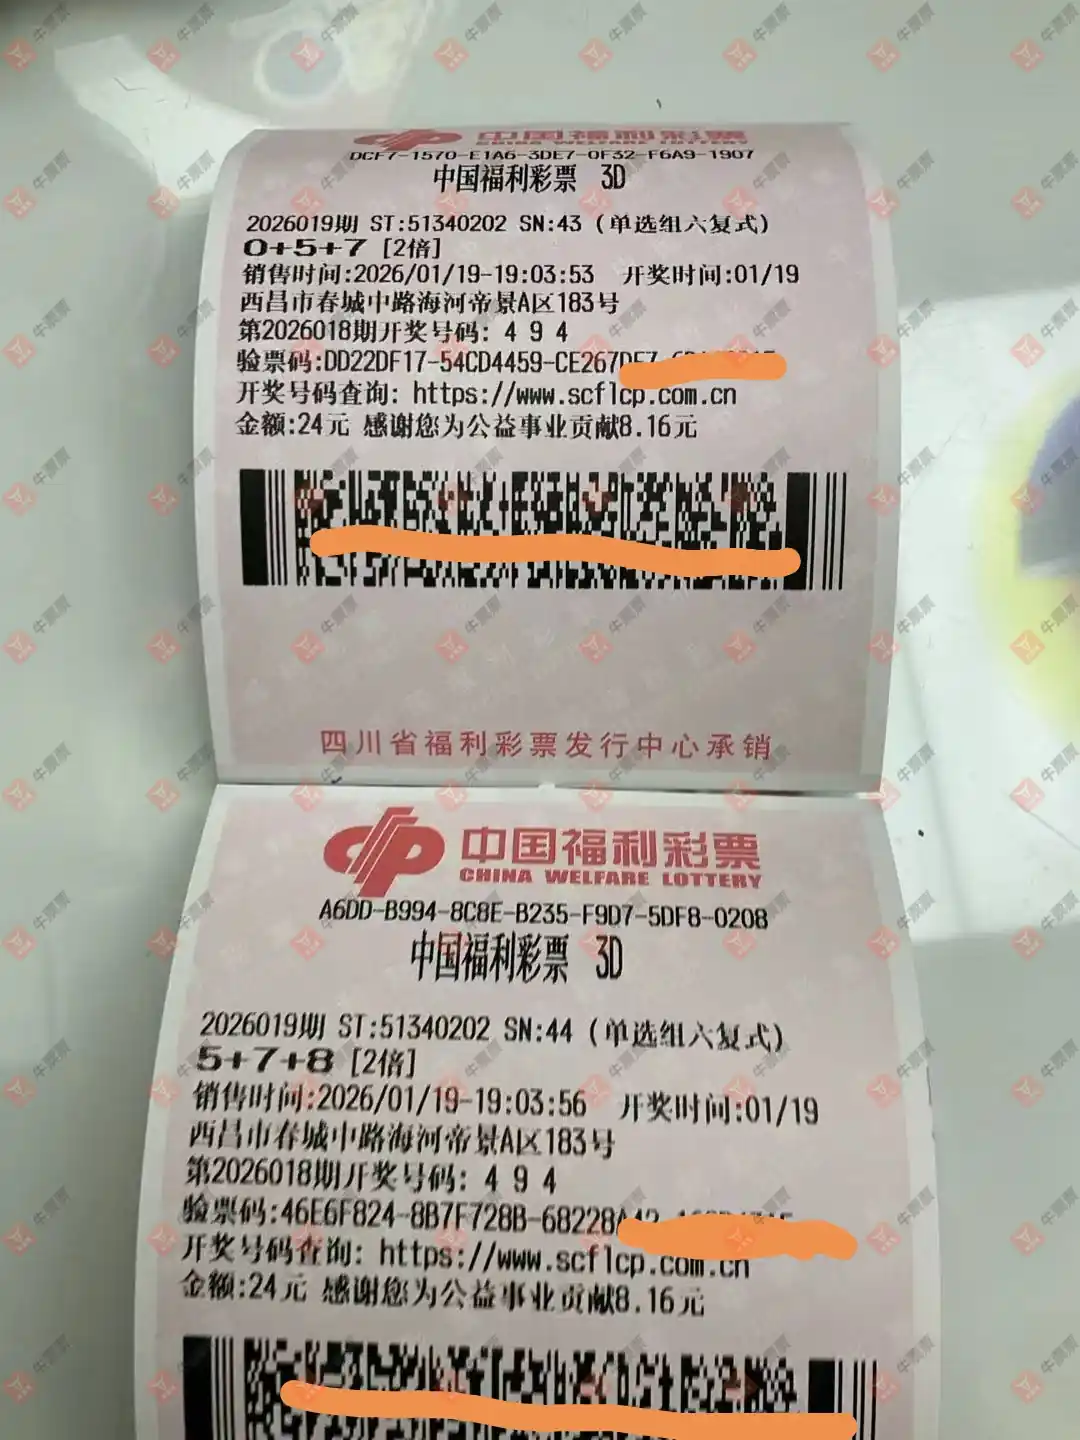 中国福利彩票
CHINA WELFARE LOTTERY
DCF7-1570-E1A6-3DE7-0F32-F6A9-1907
中国福利彩票 3D
2026019期 ST:51340202 SN:43 (单选组六复式)
0+5+7 [2倍]
销售时间:2026/01/19-19:03:53 开奖时间:01/19
西昌市春城中路海河帝景A区183号
第2026018期开奖号码: 4 9 4
验票码:DD22DF17-54CD4459-CE267
开奖号码查询: https://www.scflcp.com.cn
金额:24元 感谢您为公益事业贡献8.16元
四川省福利彩票发行中心承销
中国福利彩票
CHINA WELFARE LOTTERY
A6DD-B994-8C8E-B235-F9D7-5DF8-0208
中国福利彩票 3D
2026019期 ST:51340202 SN:44 (单选组六复式)
5+7+8 [2倍]
销售时间:2026/01/19-19:03:56 开奖时间:01/19
西昌市春城中路海河帝景A区183号
第2026018期开奖号码: 4 9 4
验票码:46E6F824-8B7F728B-68228
开奖号码查询: https://www.scflcp.com.cn
金额:24元 感谢您为公益事业贡献8.16元
牛票票